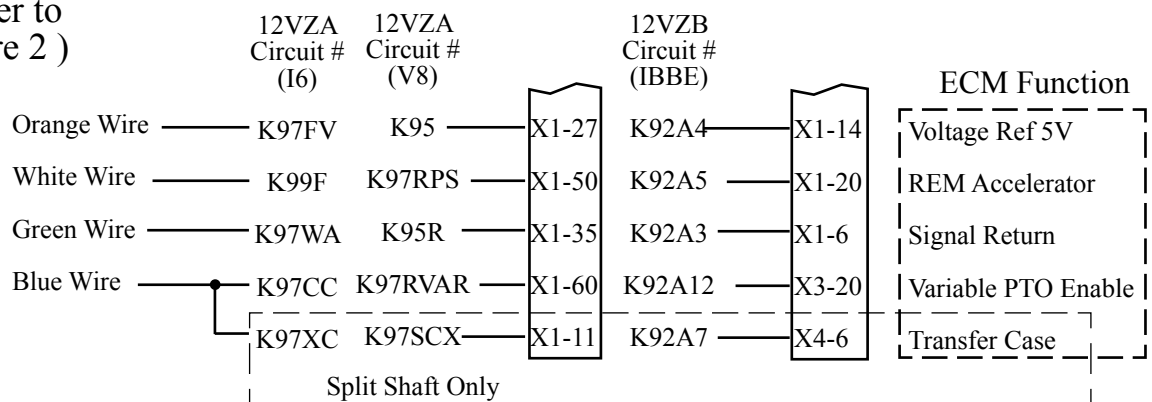 er to
re 2 )
12VZA 12VZA 12VZB
Circuit # Circuit # Circuit #
(I6) (V8) (IBBE)
ECM Function
Orange Wire K97FV K95 X1-27 K92A4 X1-14 Voltage Ref 5V
White Wire K99F K97RPS X1-50 K92A5 X1-20 REM Accelerator
Green Wire K97WA K95R X1-35 K92A3 X1-6 Signal Return
Blue Wire K97CC K97RVAR X1-60 K92A12 X3-20 Variable PTO Enable
K97XC K97SCX X1-11 K92A7 X4-6 Transfer Case
Split Shaft Only